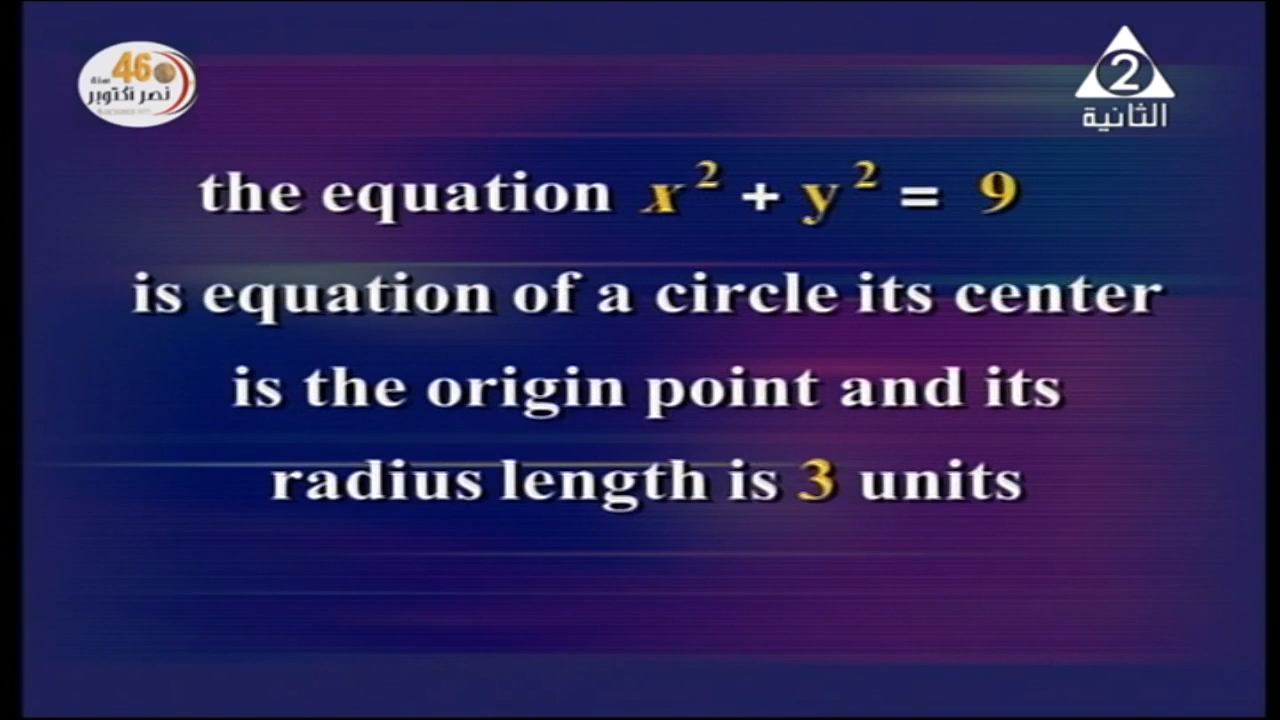 46 سنة
نصر أكتوبر
2
الثانية
the equation x² + y² = 9
is equation of a circle its center
is the origin point and its
radius length is 3 units